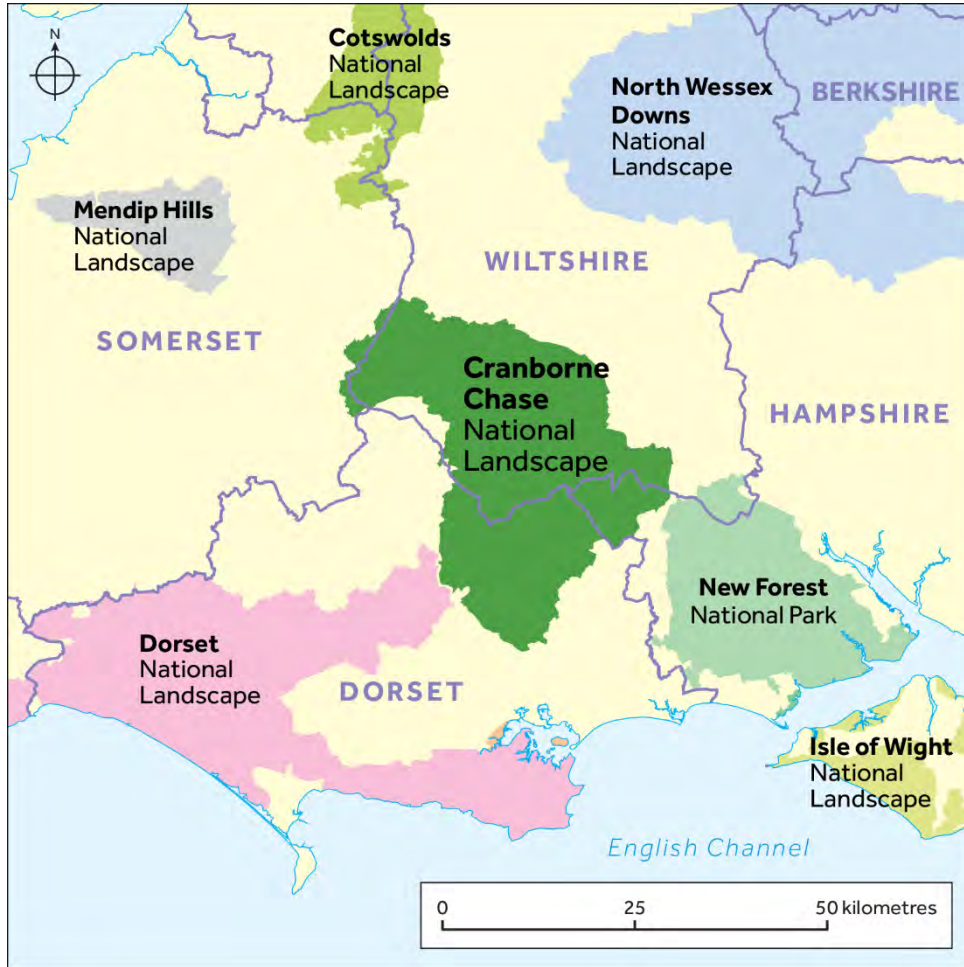 N
Cotswolds
National
Landscape
North Wessex
Downs
National
Landscape
BERKSHIRE
Mendip Hills
National
Landscape
WILTSHIRE
SOMERSET
Cranborne
Chase
National
Landscape
HAMPSHIRE
New Forest
National Park
Dorset
National
Landscape
DORSET
Isle of Wight
National
Landscape
English Channel
0 25 50 kilometres